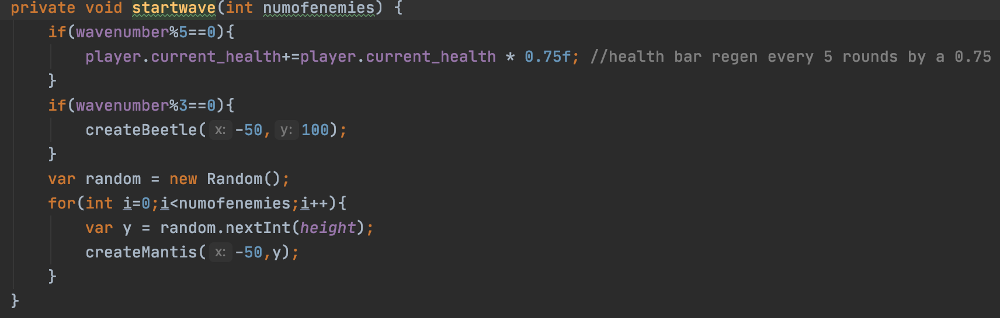 private void startwave(int numofenemies) {
    if(wavenumber%5==0){
        player.current_health+=player.current_health * 0.75f; //health bar regen every 5 rounds by a 0.75
    }
    if(wavenumber%3==0){
        createBeetle( x: -50, y: 100);
    }
    var random = new Random();
    for(int i=0;i<numofenemies;i++){
        var y = random.nextInt(height);
        createMantis( x: -50,y);
    }
}